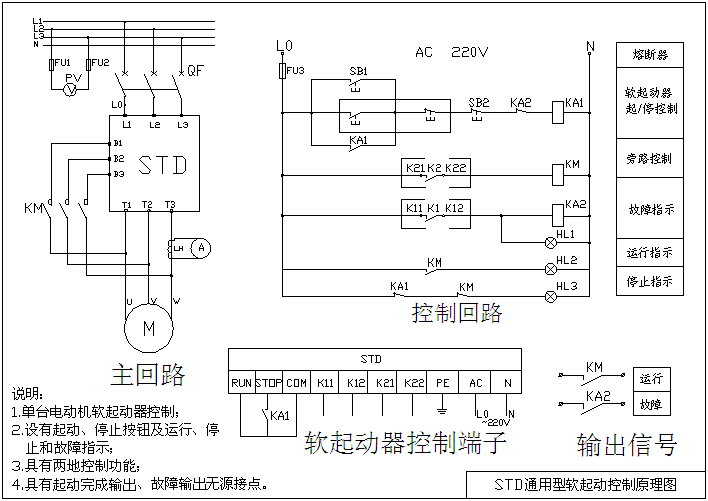 L1
L2
L3
N
FU1
FU2
PV
QF
L0
L1 L2 L3
B1
B2
B3
STD
T1 T2 T3
KM
LH
A
U V W
M
主回路
L0
AC 220V
N
FU3
SB1
SB2
KA2
KA1
KA1
K21 K2 K22
KM
K11 K1 K12
KA2
HL1
KM
HL2
KA1
KM
HL3
控制回路
熔断器
软起动器
起/停控制
旁路控制
故障指示
运行指示
停止指示
STD
RUN STOP COM K11 K12 K21 K22 PE AC N
KA1
L0 N
~220V
软起动器控制端子
KM
运行
KA2
故障
输出信号
说明:
1.单台电动机软起动器控制;
2.设有起动、停止按钮及运行、停
止和故障指示;
3.具有两地控制功能;
4.具有起动完成输出、故障输出无源接点。
STD通用型软起动控制原理图